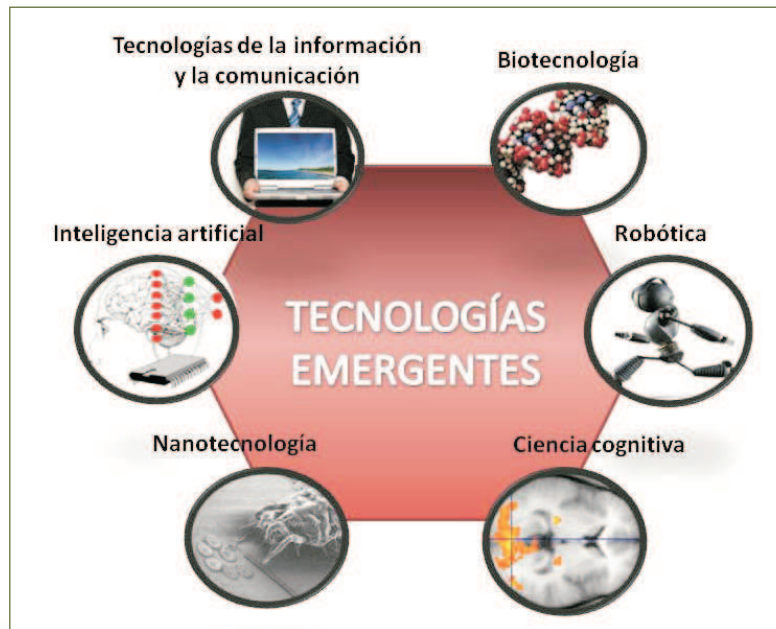 Tecnologías de la información
y la comunicación
Biotecnología
Inteligencia artificial
Robótica
TECNOLOGÍAS
EMERGENTES
Nanotecnología
Ciencia cognitiva